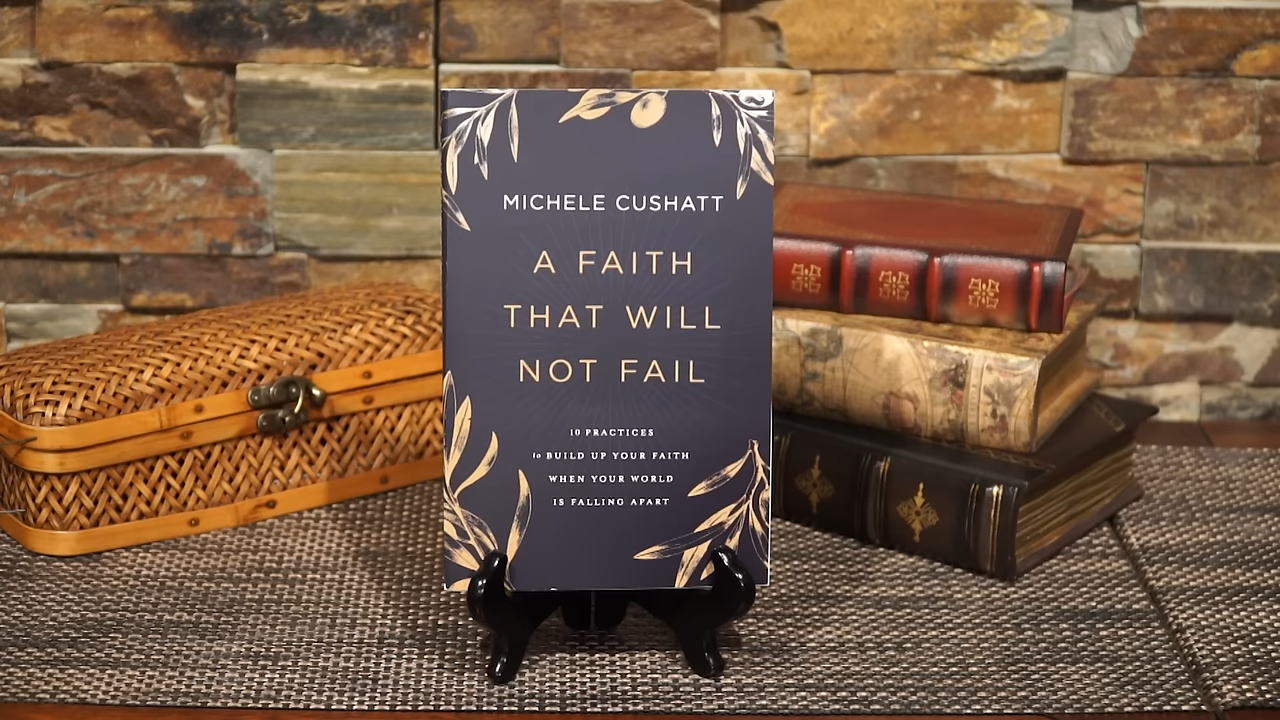 MICHELE CUSHATT
A FAITH
THAT WILL
NOT FAIL
10 PRACTICES
to BUILD UP YOUR FAITH
WHEN YOUR WORLD
IS FALLING APART